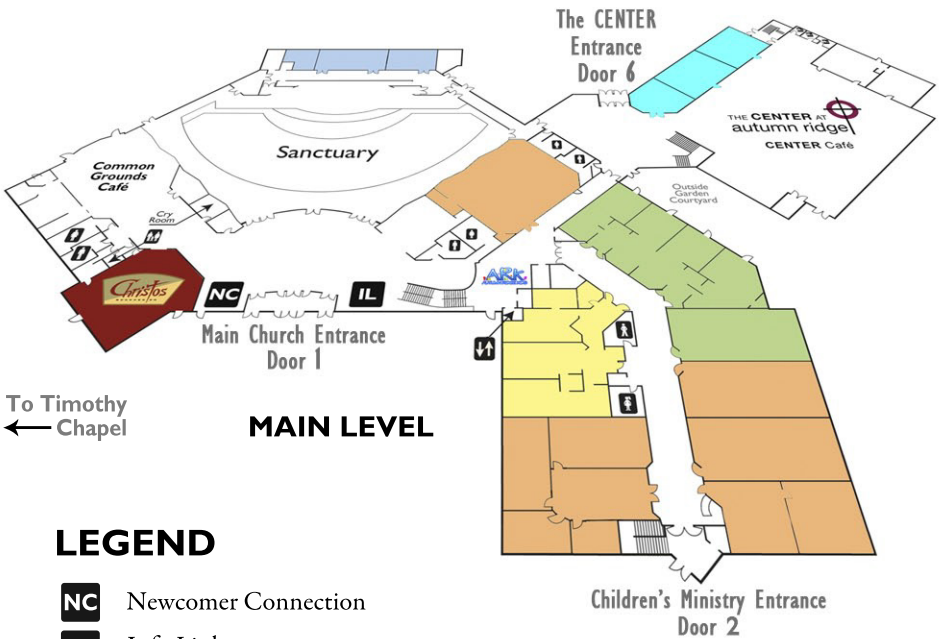 The CENTER
Entrance
Door 6
THE CENTER AT
autumn ridge
CENTER Café
Sanctuary
Common
Grounds
Café
Cry
Room
Outside
Garden
Courtyard
Christos
ARK
NC
IL
Main Church Entrance
Door 1
To Timothy
Chapel
MAIN LEVEL
LEGEND
NC Newcomer Connection
Children's Ministry Entrance
Door 2